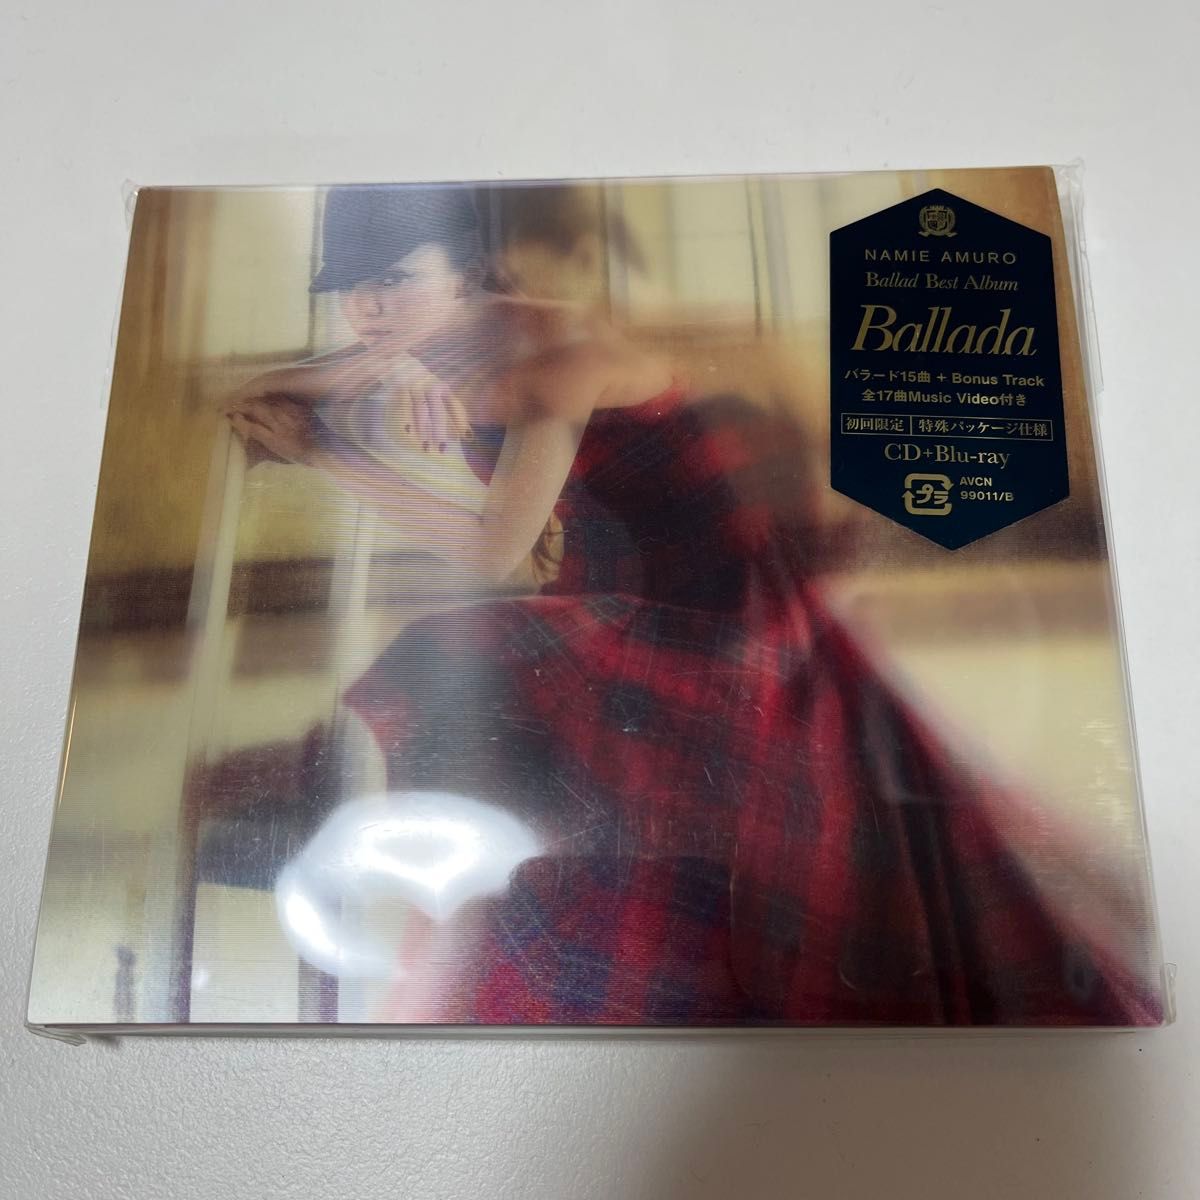 NAMIE AMURO
Ballad Best Album
Ballada
バラード15曲 + Bonus Track
全17曲Music Video付き
初回限定 特殊パッケージ仕様
CD+Blu-ray
プラ
AVCN
99011/B